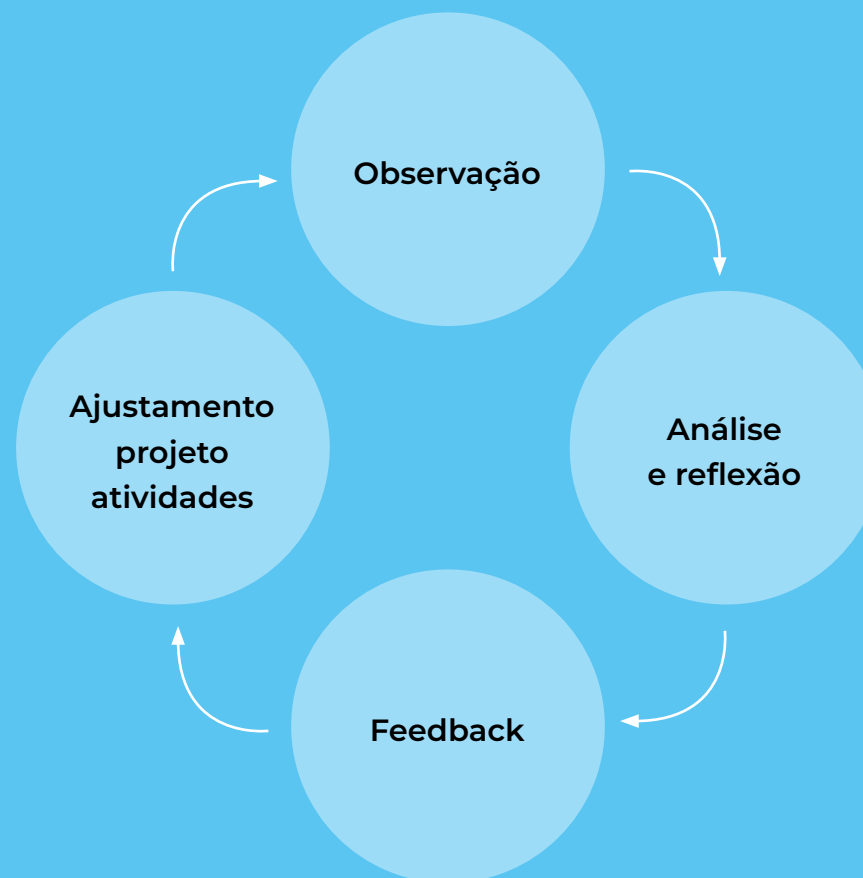 Observação
Análise
e reflexão
Feedback
Ajustamento
projeto
atividades